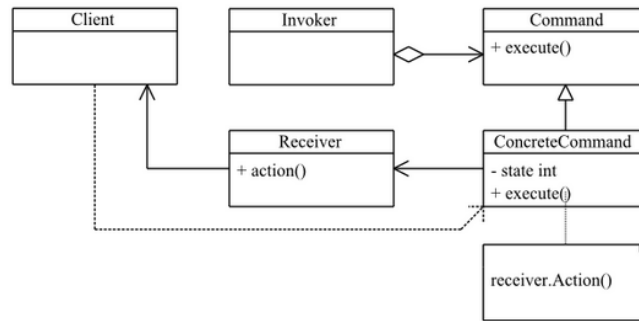 Client
Invoker
Command
+ execute()
Receiver
+ action()
ConcreteCommand
- state int
+ execute()
receiver.Action()